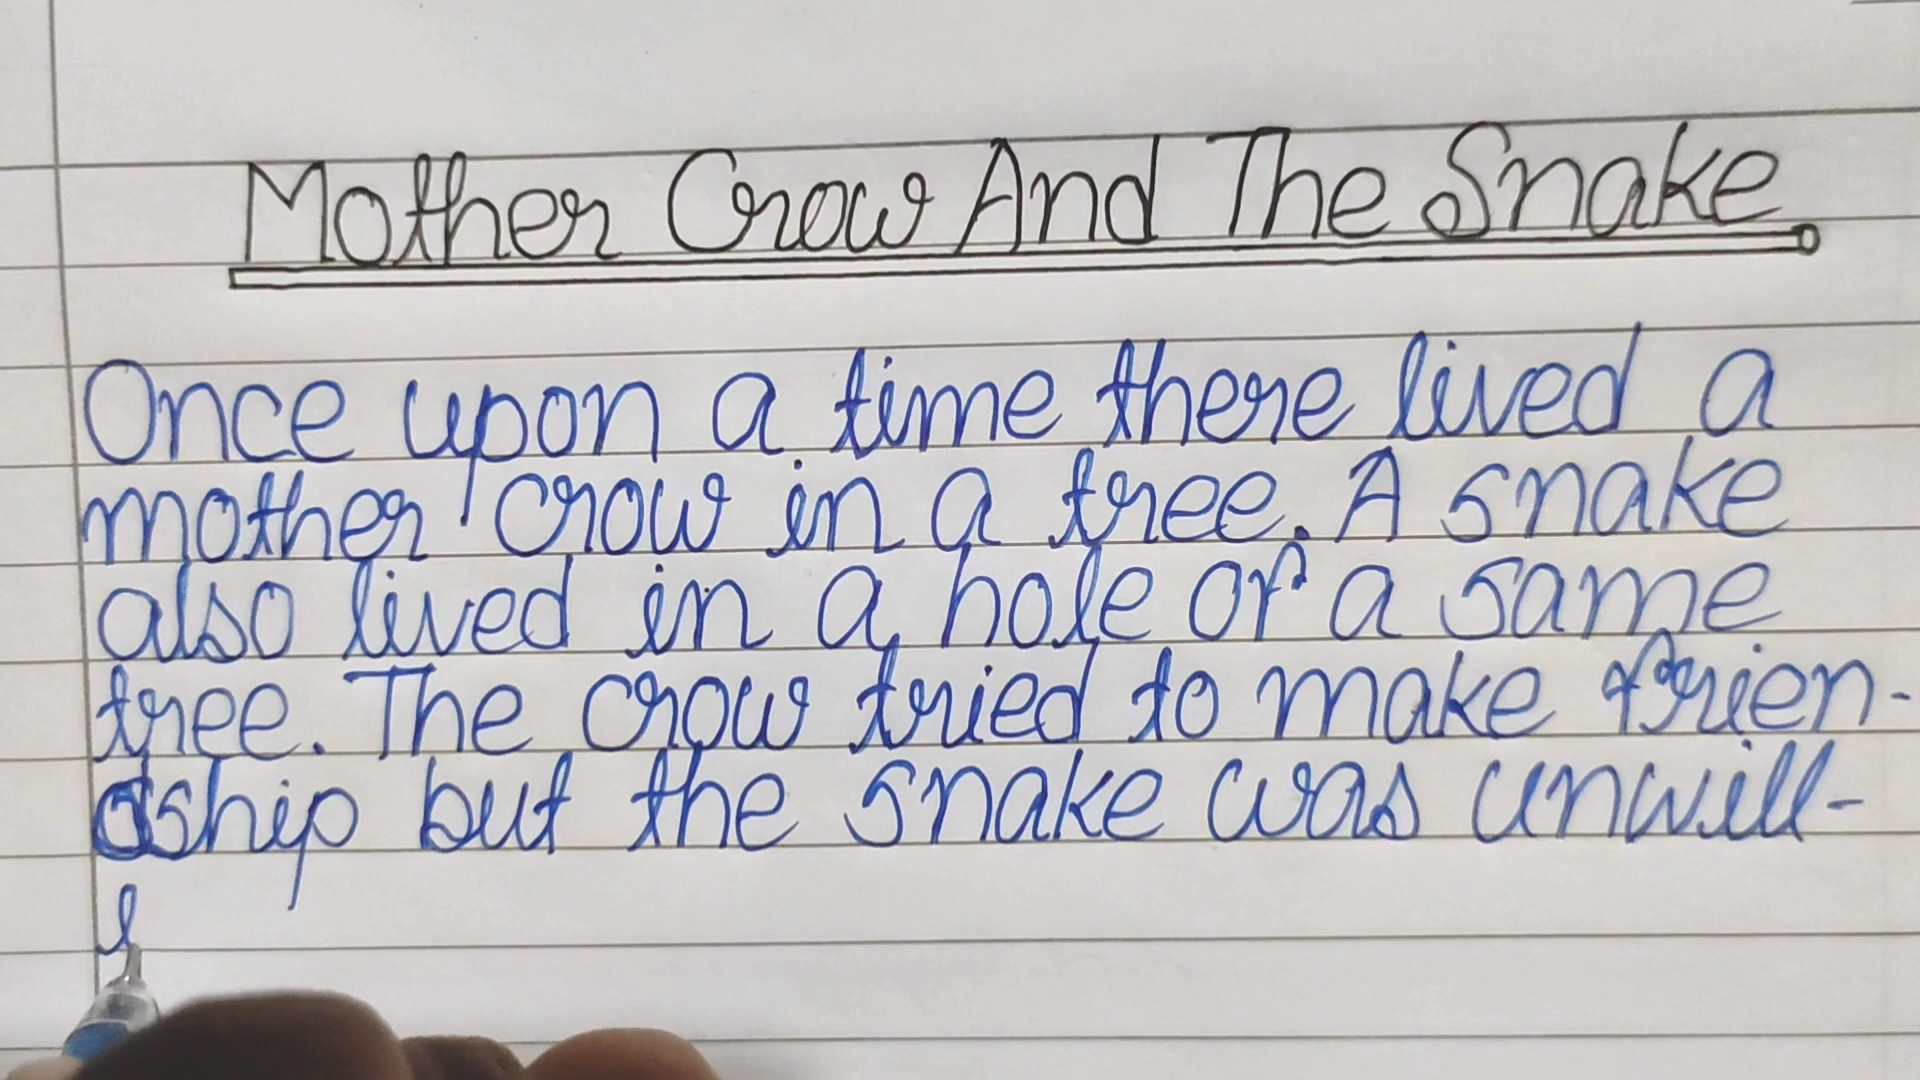 Mother Crow And The Snake
Once upon a time there lived a
mother crow in a tree. A snake
also lived in a hole of a same
tree. The crow tried to make frien-
dship but the snake was unwill-